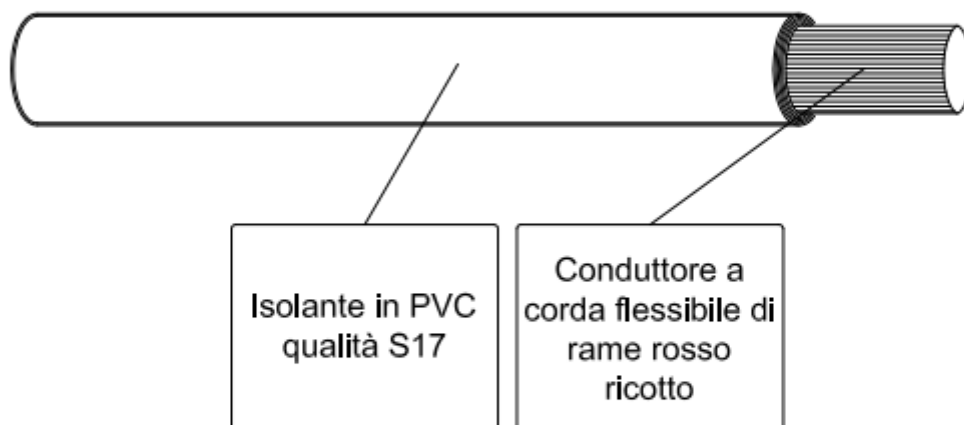 Isolante in PVC
qualità S17
Conduttore a
corda flessibile di
rame rosso
ricotto